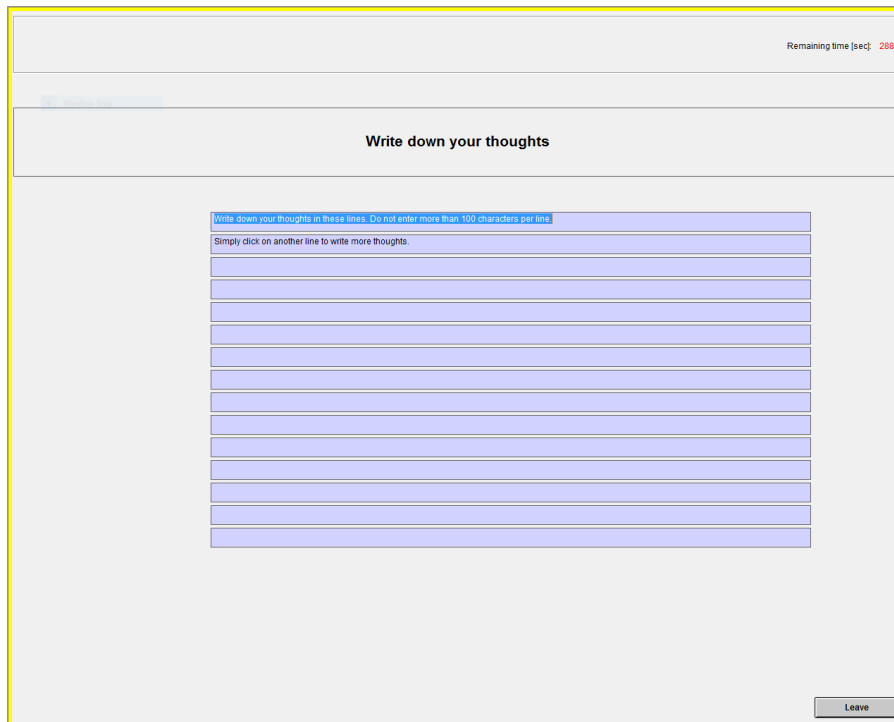 Remaining time [sec]: 288
Write down your thoughts
Write down your thoughts in these lines. Do not enter more than 100 characters per line.
Simply click on another line to write more thoughts.
Leave